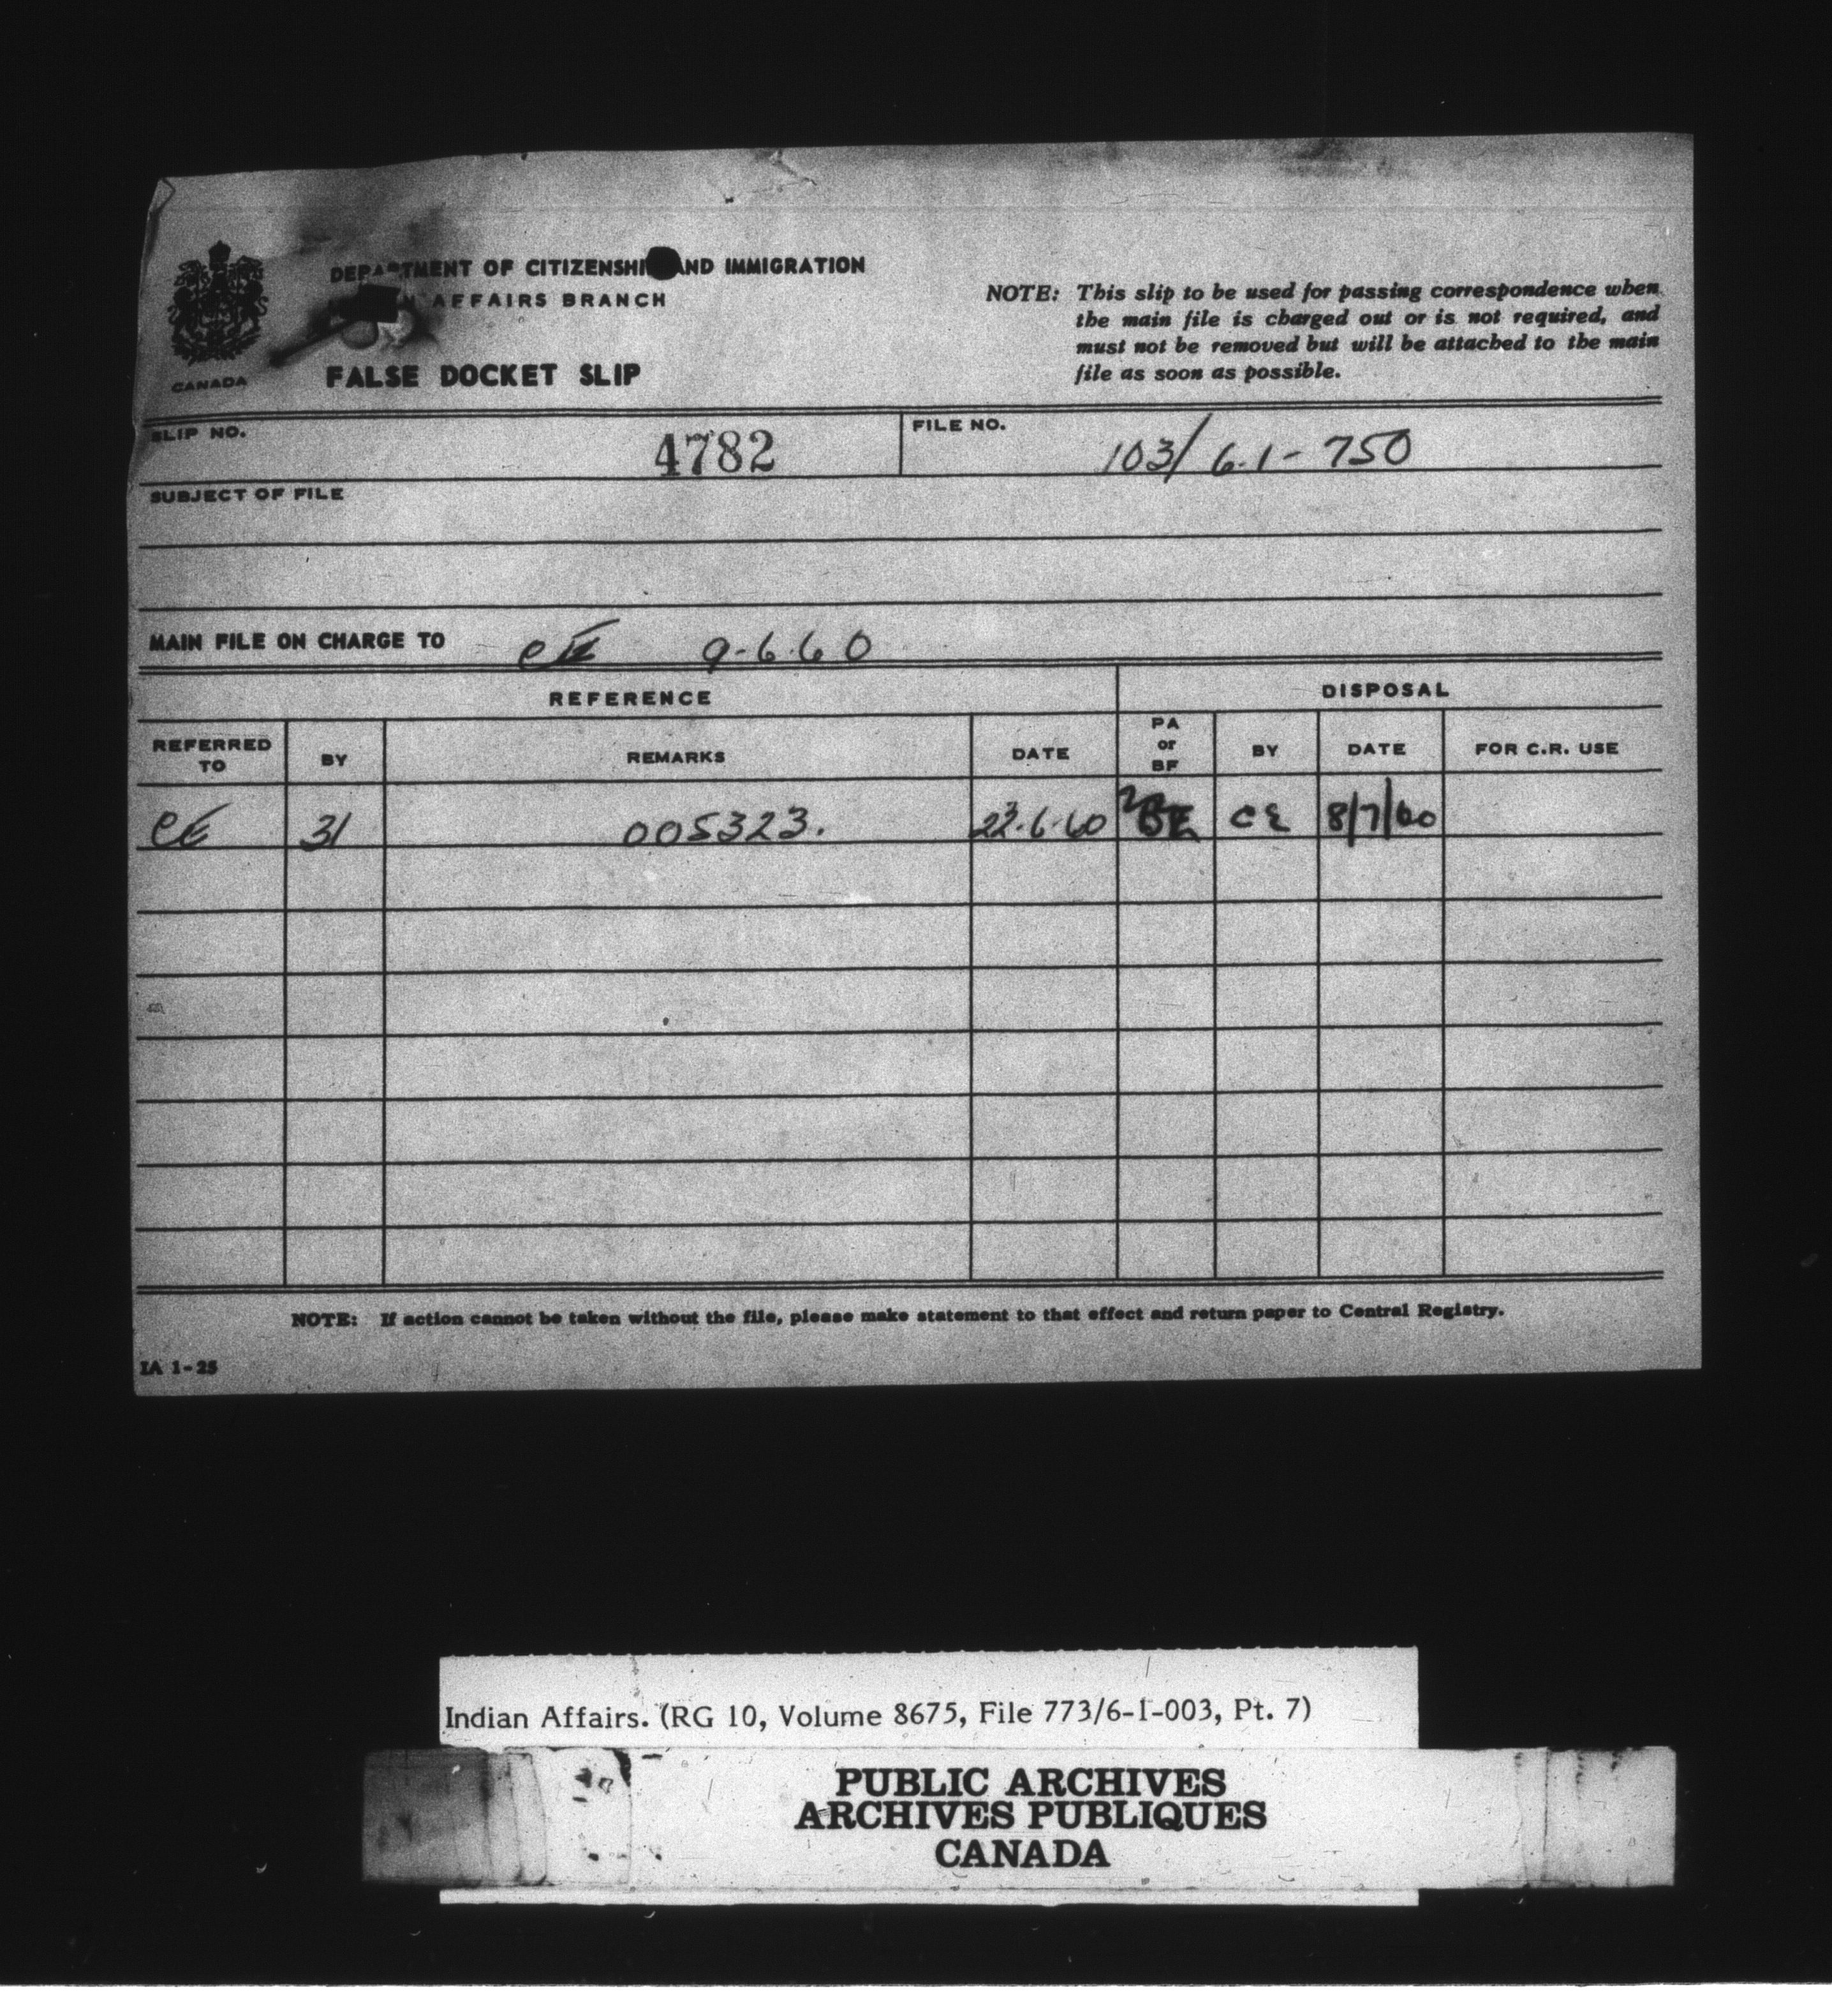 DEPARTMENT OF CITIZENSHIP AND IMMIGRATION
AFFAIRS BRANCH
CANADA
FALSE DOCKET SLIP
NOTE: This slip to be used for passing correspondence when
the main file is charged out or is not required, and
must not be removed but will be attached to the main
file as soon as possible.
SLIP NO. 4782 FILE NO. 103/6-1-750
SUBJECT OF FILE
MAIN FILE ON CHARGE TO CE 9-6-60
REFERENCE DISPOSAL
REFERRED TO BY REMARKS DATE PA or BF BY DATE FOR C.R. USE
CE 31 005323. 22-6-60 CE 8/7/60
NOTE: If action cannot be taken without the file, please make statement to that effect and return paper to Central Registry.
IA 1-25
Indian Affairs. (RG 10, Volume 8675, File 773/6-1-003, Pt. 7)
PUBLIC ARCHIVES
ARCHIVES PUBLIQUES
CANADA